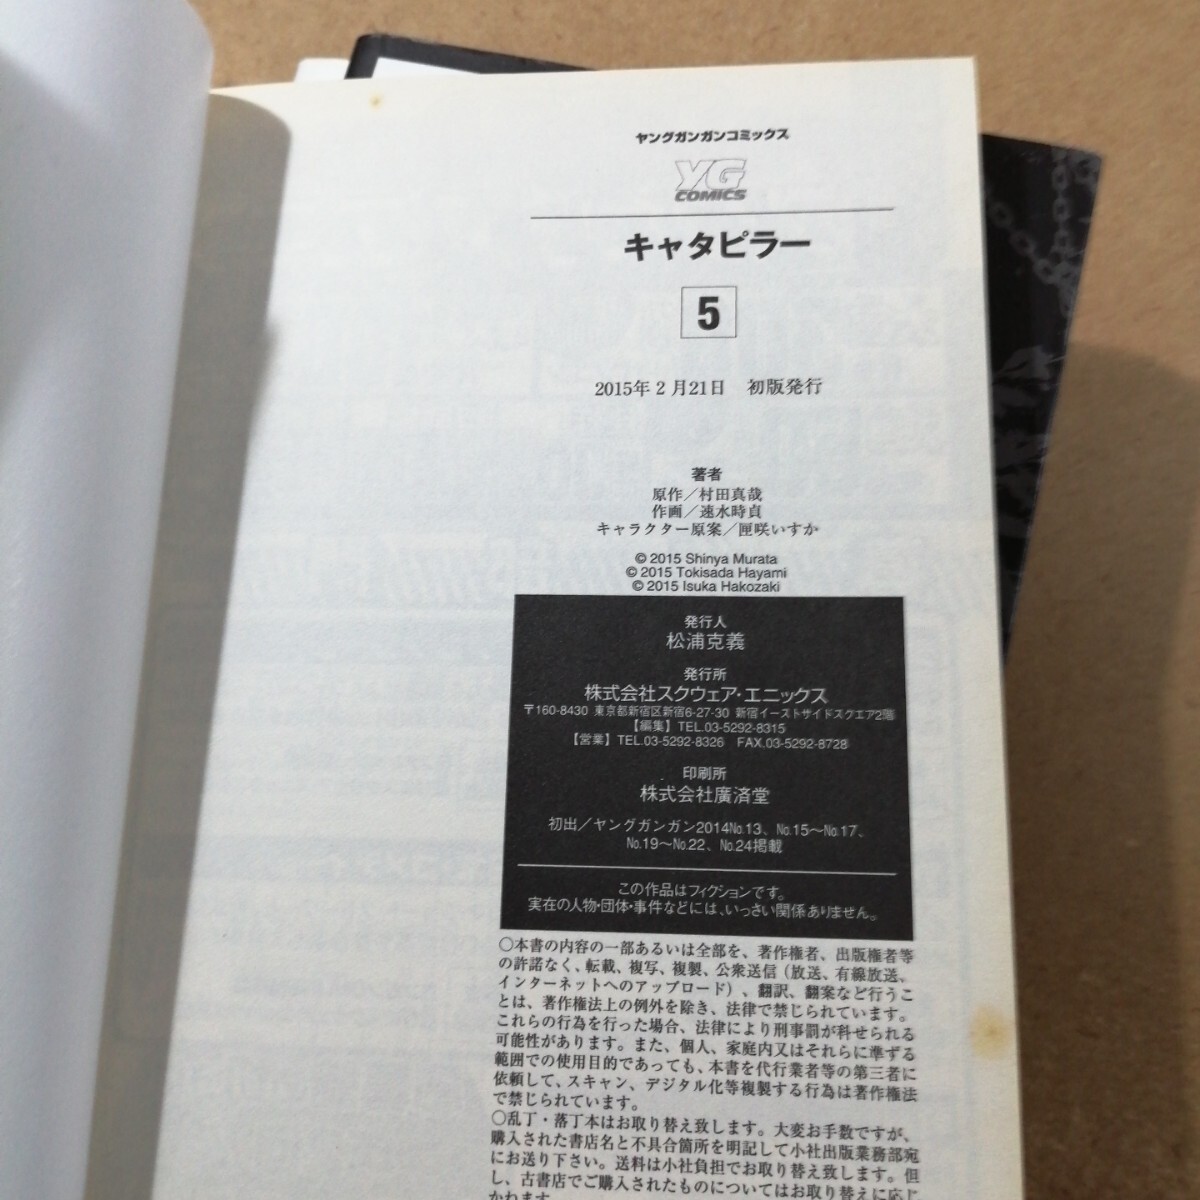 ヤングガンガンコミックス
YG
COMICS
キャタピラー
5
2015年2月21日　初版発行
著者
原作／村田真哉
作画／速水時貞
キャラクター原案／匣咲いすか
© 2015 Shinya Murata
© 2015 Tokisada Hayami
© 2015 Isuka Hakozaki
発行人
松浦克義
発行所
株式会社スクウェア・エニックス
〒160-8430 東京都新宿区新宿6-27-30 新宿イーストサイドスクエア2階
【編集】TEL.03-5292-8315
【営業】TEL.03-5292-8326 FAX.03-5292-8728
印刷所
株式会社廣済堂
初出／ヤングガンガン2014No.13、No.15〜No.17、
No.19〜No.22、No.24掲載
この作品はフィクションです。
実在の人物・団体・事件などには、いっさい関係ありません。
○本書の内容の一部あるいは全部を、著作権者、出版権者等
の許諾なく、転載、複写、複製、公衆送信（放送、有線放送、
インターネットへのアップロード）、翻訳、翻案など行うこ
とは、著作権法上の例外を除き、法律で禁じられています。
これらの行為を行った場合、法律により刑事罰が科せられる
可能性があります。また、個人、家庭内又はそれらに準ずる
範囲での使用目的であっても、本書を代行業者等の第三者に
依頼して、スキャン、デジタル化等複製する行為は著作権法
で禁じられています。
○乱丁・落丁本はお取り替え致します。大変お手数ですが、
購入された書店名と不具合箇所を明記して小社出版業務部宛
にお送り下さい。送料は小社負担でお取り替え致します。但
し、古書店でご購入されたものについてはお取り替えに応じ
かねます